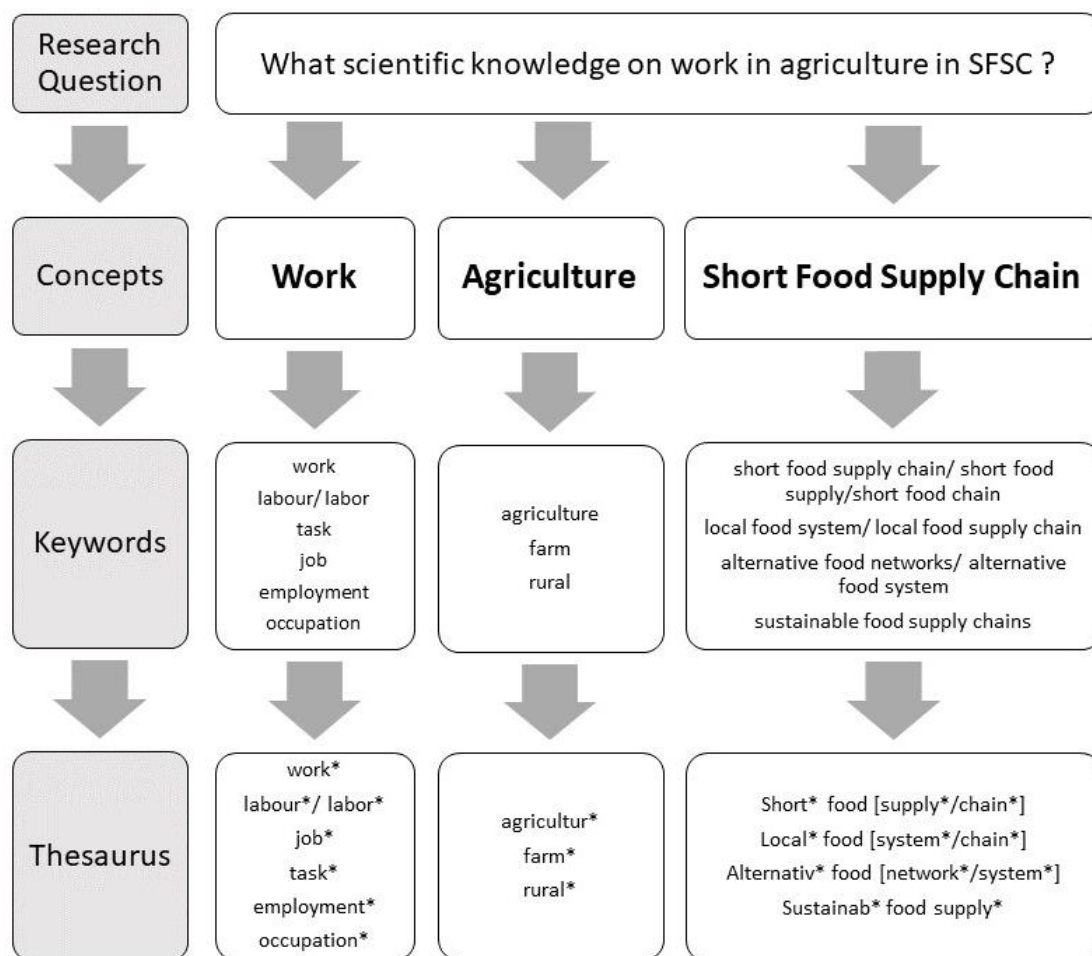 Research
Question
What scientific knowledge on work in agriculture in SFSC ?
Concepts
Work
Agriculture
Short Food Supply Chain
Keywords
work
labour/ labor
task
job
employment
occupation
agriculture
farm
rural
short food supply chain/ short food
supply/short food chain
local food system/ local food supply chain
alternative food networks/ alternative
food system
sustainable food supply chains
Thesaurus
work*
labour*/ labor*
job*
task*
employment*
occupation*
agricultur*
farm*
rural*
Short* food [supply*/chain*]
Local* food [system*/chain*]
Alternativ* food [network*/system*]
Sustainab* food supply*